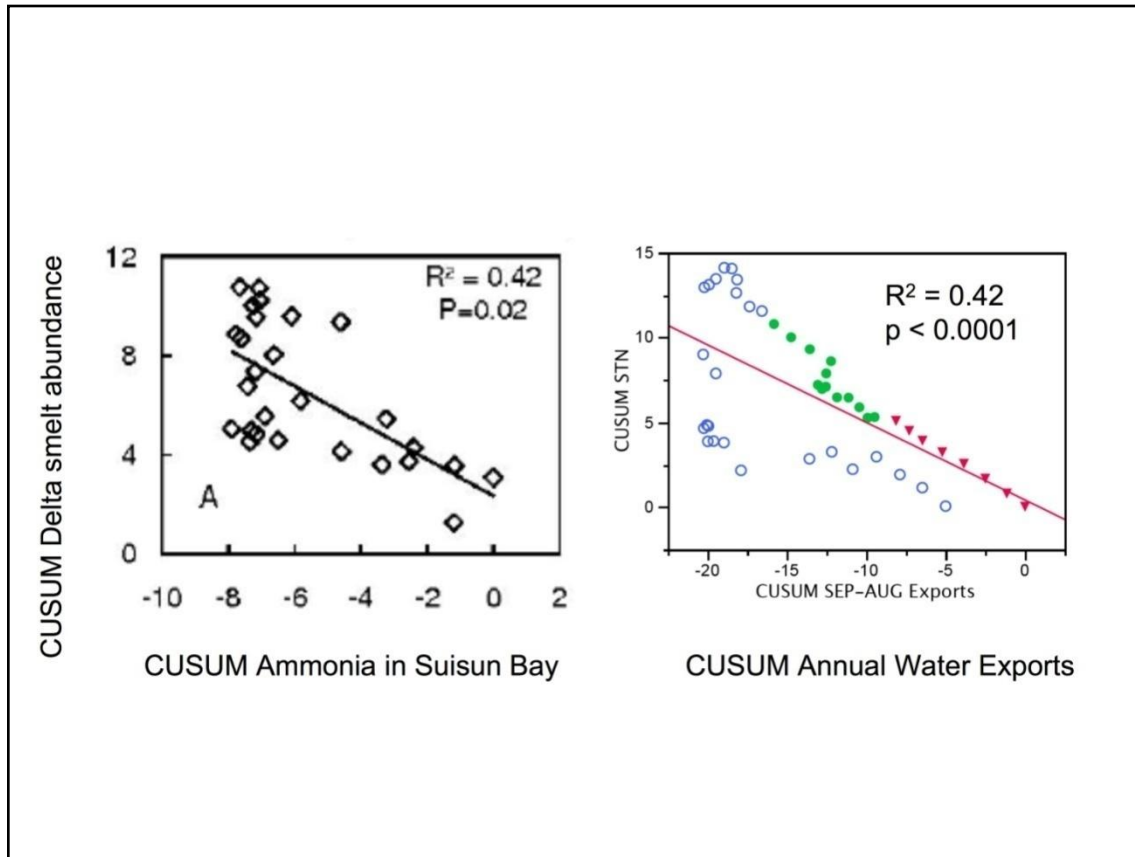 CUSUM Delta smelt abundance
12
8
4
0
R² = 0.42
P=0.02
A
-10 -8 -6 -4 -2 0 2
CUSUM Ammonia in Suisun Bay
CUSUM STN
15
10
5
0
R² = 0.42
p < 0.0001
-20 -15 -10 -5 0
CUSUM SEP–AUG Exports
CUSUM Annual Water Exports